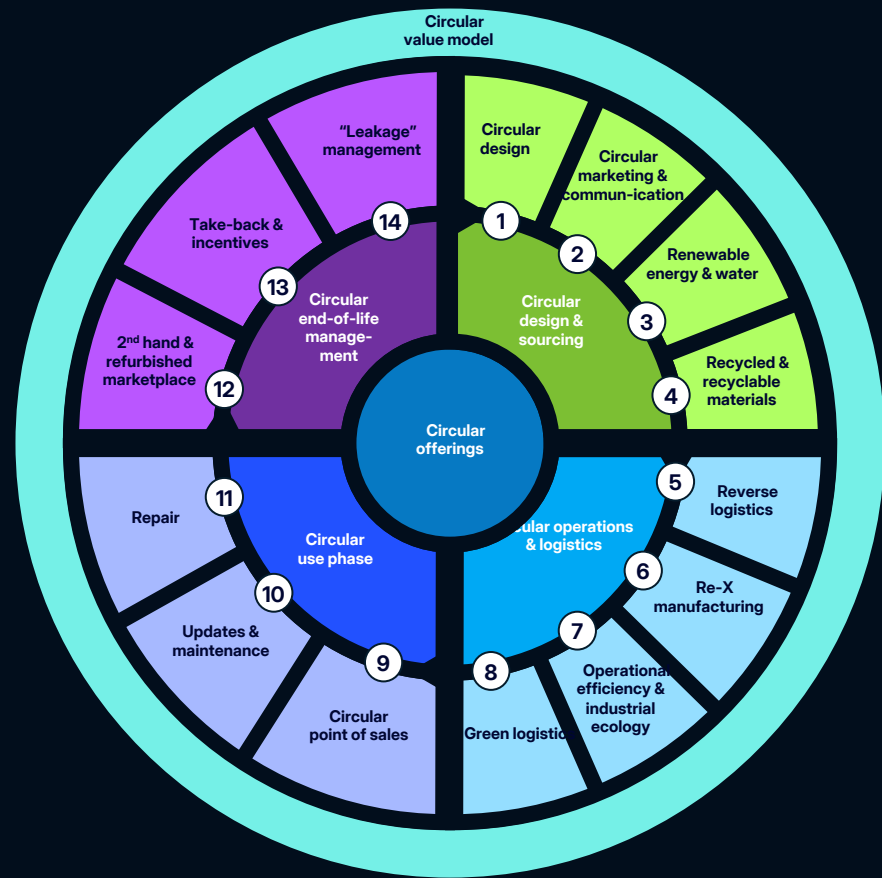 Circular
value model
Circular
design
1
Circular
marketing &
commun-ication
2
Renewable
energy & water
3
Recycled &
recyclable
materials
4
Circular
design &
sourcing
Reverse
logistics
5
Re-X
manufacturing
6
Operational
efficiency &
industrial
ecology
7
Green logistic
8
operations
& logistics
Circular
point of sales
9
Updates &
maintenance
10
Repair
11
Circular
use phase
2nd hand &
refurbished
marketplace
12
Take-back &
incentives
13
“Leakage”
management
14
Circular
end-of-life
manage-
ment
Circular
offerings